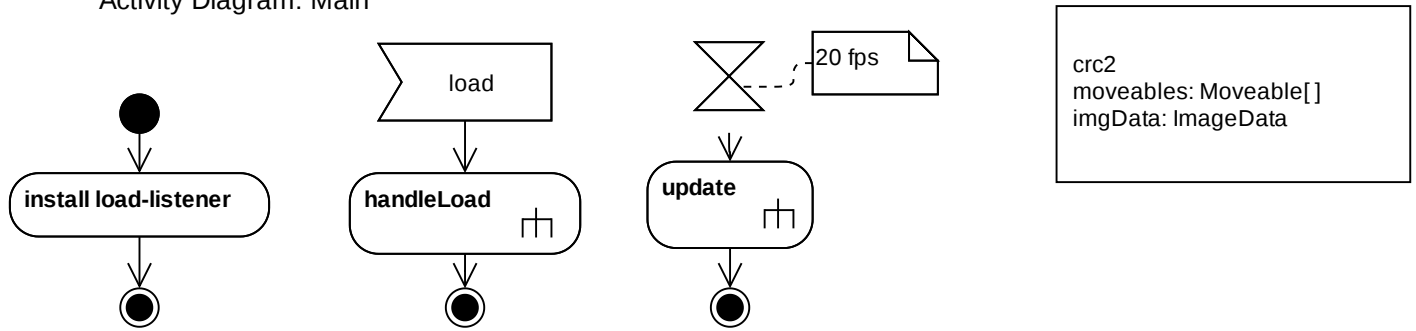 Activity Diagram: Main
load
20 fps
crc2
moveables: Moveable[ ]
imgData: ImageData
install load-listener
handleLoad
update